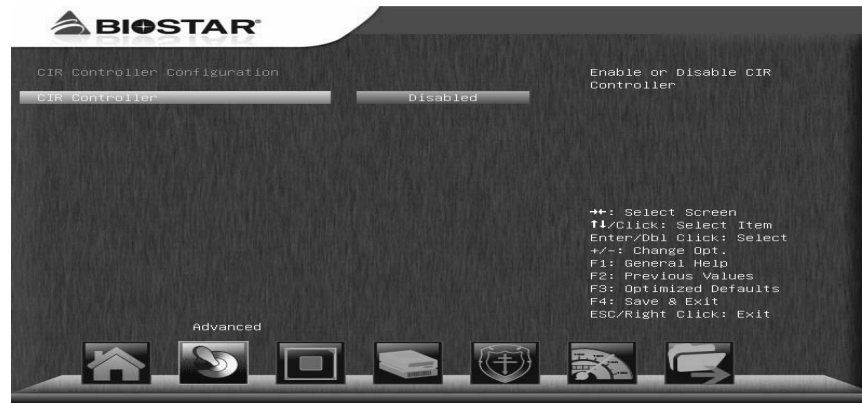 BIOSTAR
CIR Controller Configuration
CIR Controller Disabled
Enable or Disable CIR
Controller
→←: Select Screen
↑↓/Click: Select Item
Enter/Dbl Click: Select
+/-: Change Opt.
F1: General Help
F2: Previous Values
F3: Optimized Defaults
F4: Save & Exit
ESC/Right Click: Exit
Advanced